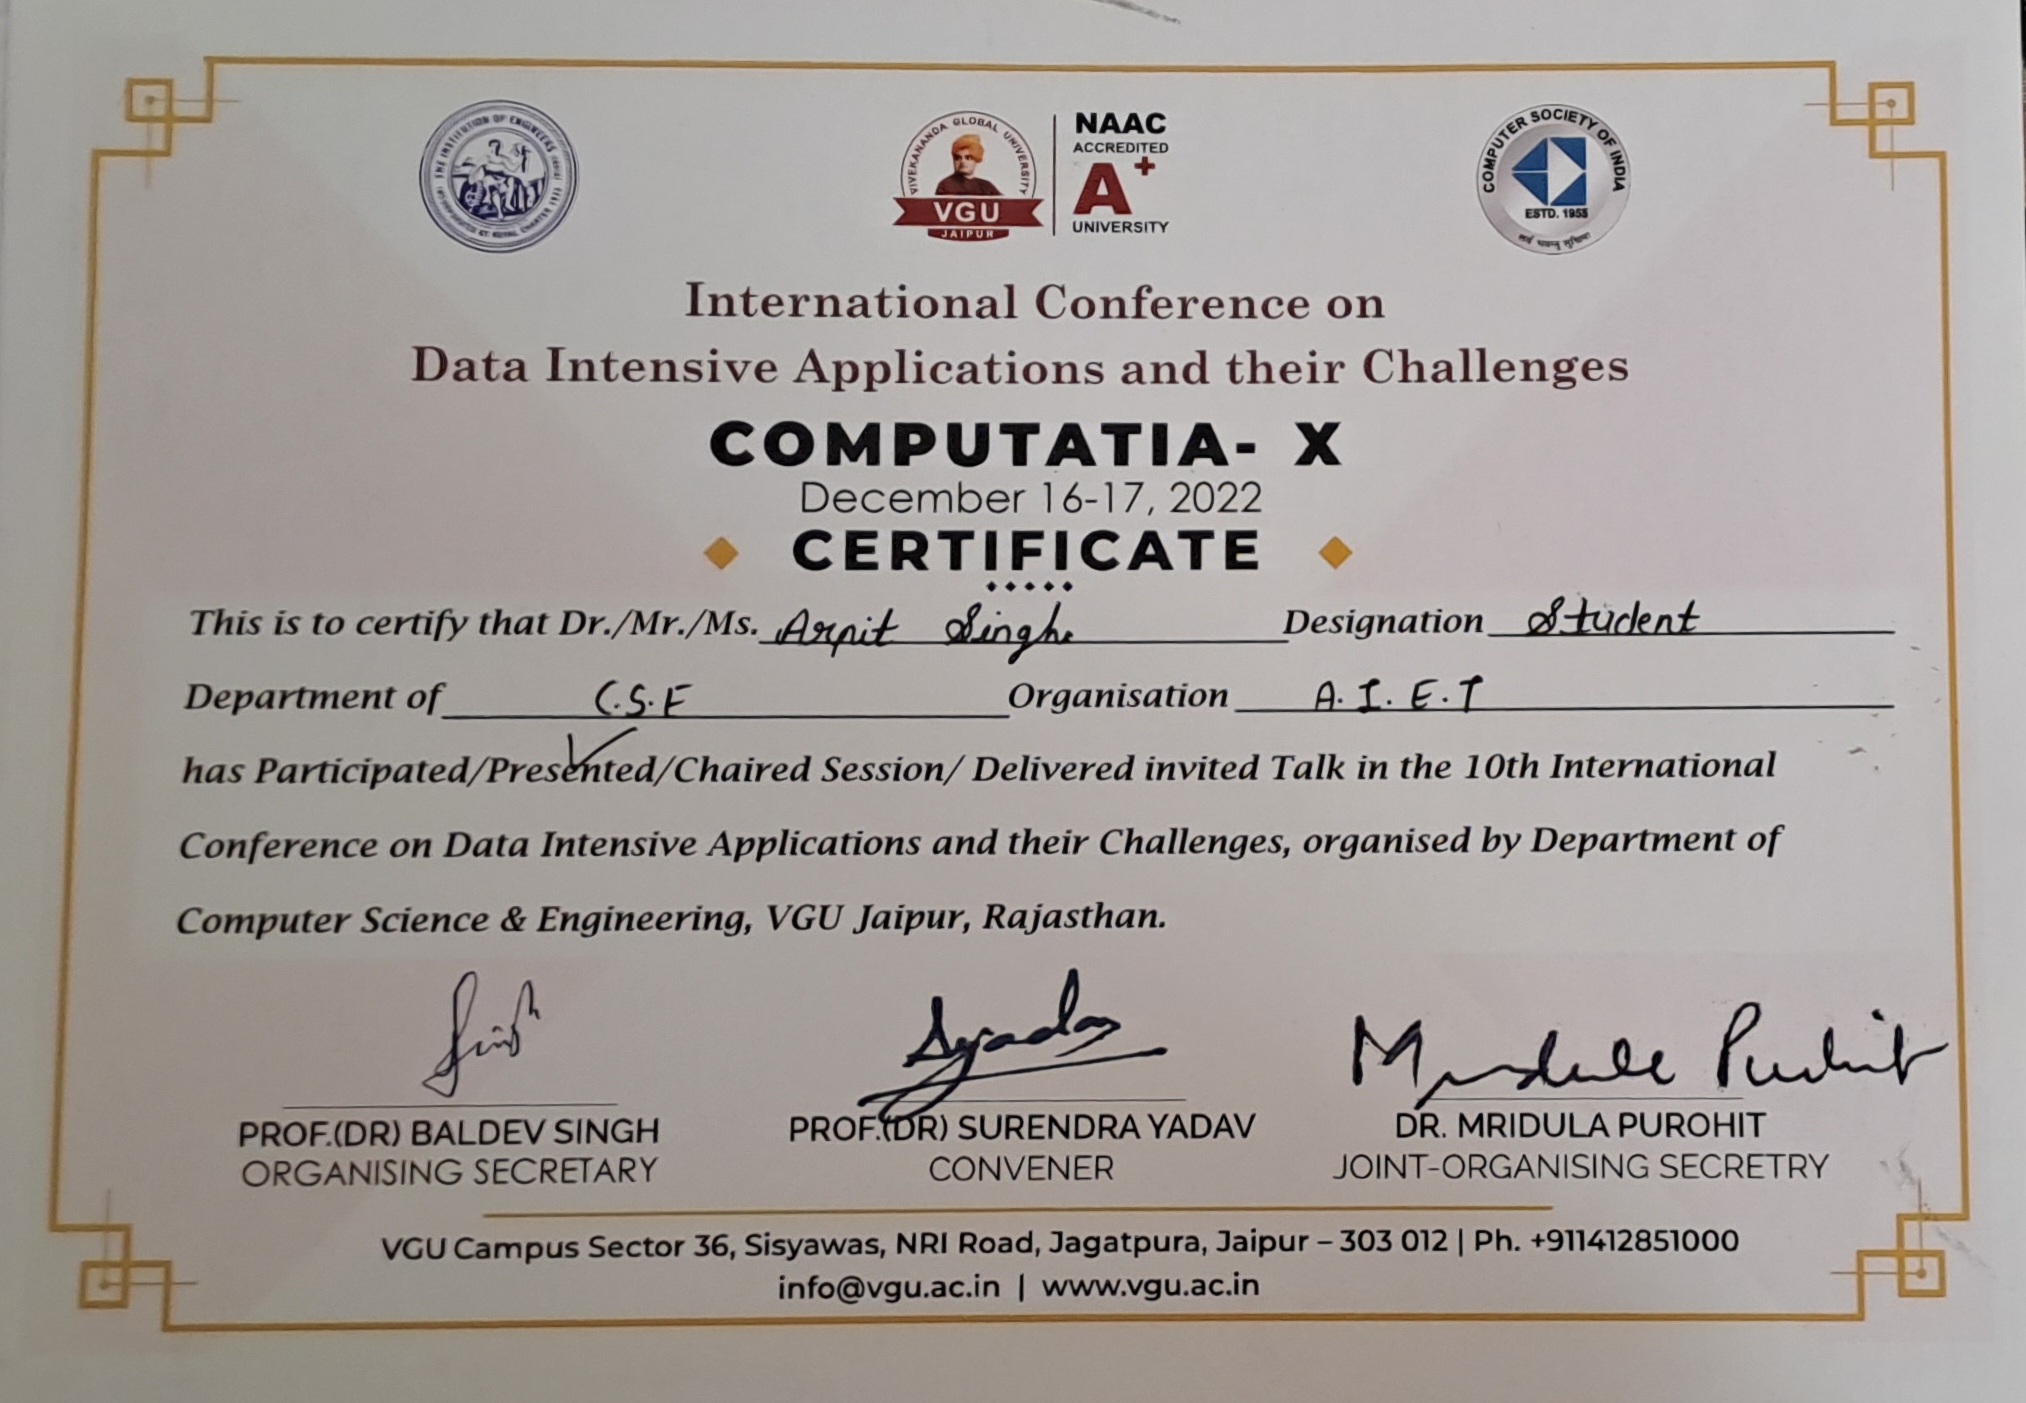 THE INSTITUTION OF ENGINEERS
VIVEKANANDA GLOBAL UNIVERSITY
VGU
JAIPUR
NAAC
ACCREDITED
A+
UNIVERSITY
COMPUTER SOCIETY OF INDIA
ESTD. 1955
International Conference on
Data Intensive Applications and their Challenges
COMPUTATIA- X
December 16-17, 2022
CERTIFICATE
This is to certify that Dr./Mr./Ms. Arpit Singh Designation Student
Department of C.S.E Organisation A.I.E.T
has Participated/Presented/Chaired Session/ Delivered invited Talk in the 10th International
Conference on Data Intensive Applications and their Challenges, organised by Department of
Computer Science & Engineering, VGU Jaipur, Rajasthan.
Mridula Purohit
PROF.(DR) BALDEV SINGH PROF.(DR) SURENDRA YADAV DR. MRIDULA PUROHIT
ORGANISING SECRETARY CONVENER JOINT-ORGANISING SECRETRY
VGU Campus Sector 36, Sisyawas, NRI Road, Jagatpura, Jaipur – 303 012 | Ph. +911412851000
info@vgu.ac.in | www.vgu.ac.in